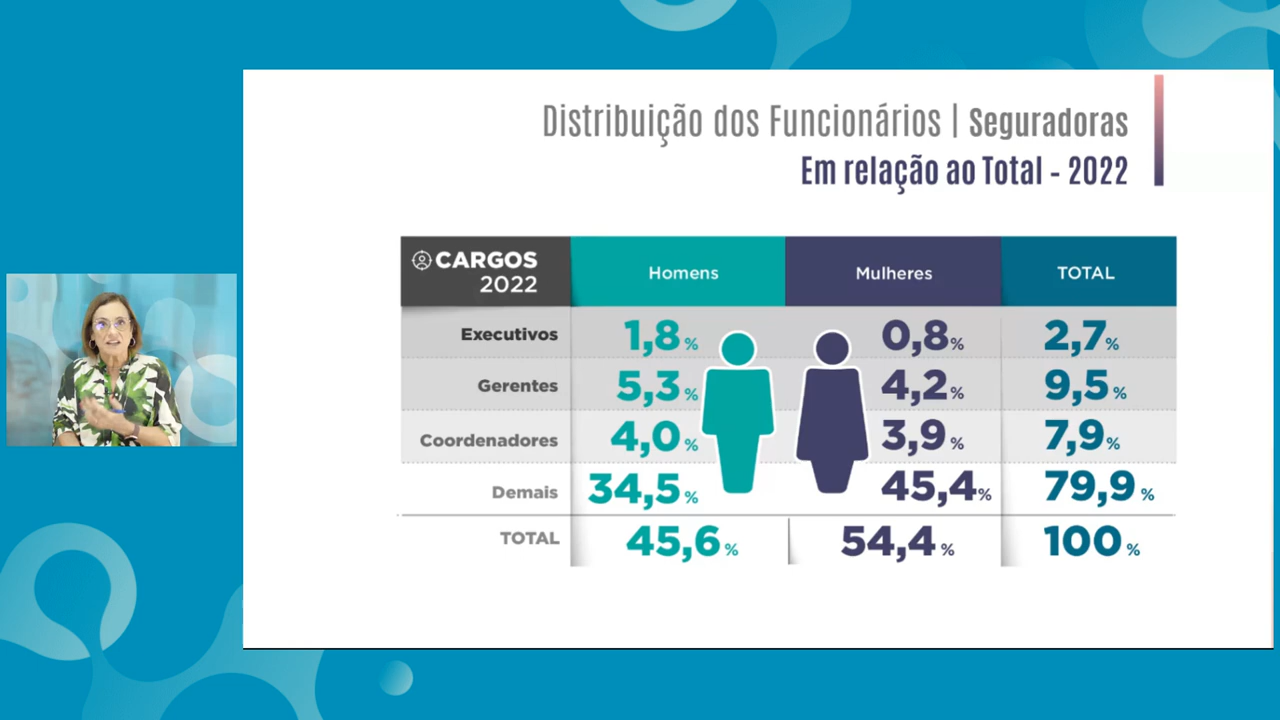 Distribuição dos Funcionários | Seguradoras
Em relação ao Total - 2022
CARGOS 2022 Homens Mulheres TOTAL
Executivos 1,8% 0,8% 2,7%
Gerentes 5,3% 4,2% 9,5%
Coordenadores 4,0% 3,9% 7,9%
Demais 34,5% 45,4% 79,9%
TOTAL 45,6% 54,4% 100%